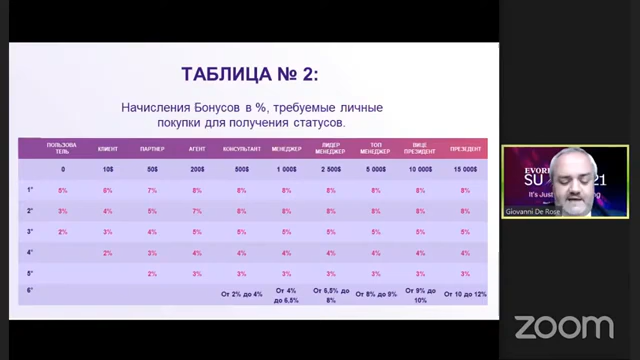 ТАБЛИЦА № 2:
Начисления Бонусов в %, требуемые личные
покупки для получения статусов.
ПОЛЬЗОВА ТЕЛЬ КЛИЕНТ ПАРТНЕР АГЕНТ КОНСУЛЬТАНТ МЕНЕДЖЕР ЛИДЕР МЕНЕДЖЕР ТОП МЕНЕДЖЕР ВИЦЕ ПРЕЗИДЕНТ ПРЕЗЕДЕНТ
0 10$ 50$ 200$ 500$ 1 000$ 2 500$ 5 000$ 10 000$ 15 000$
1° 5% 6% 7% 8% 8% 8% 8% 8% 8% 8%
2° 3% 4% 5% 7% 8% 8% 8% 8% 8% 8%
3° 2% 3% 4% 5% 5% 5% 5% 5% 5% 5%
4° 2% 3% 4% 4% 4% 4% 4% 4% 4%
5° 2% 3% 3% 3% 3% 3% 3% 3%
6° От 2% до 4% От 4% до 6,5% От 6,5% до 8% От 8% до 9% От 9% до 10% От 10 до 12%
SU 21
It's Just
Giovanni De Rose
zoom